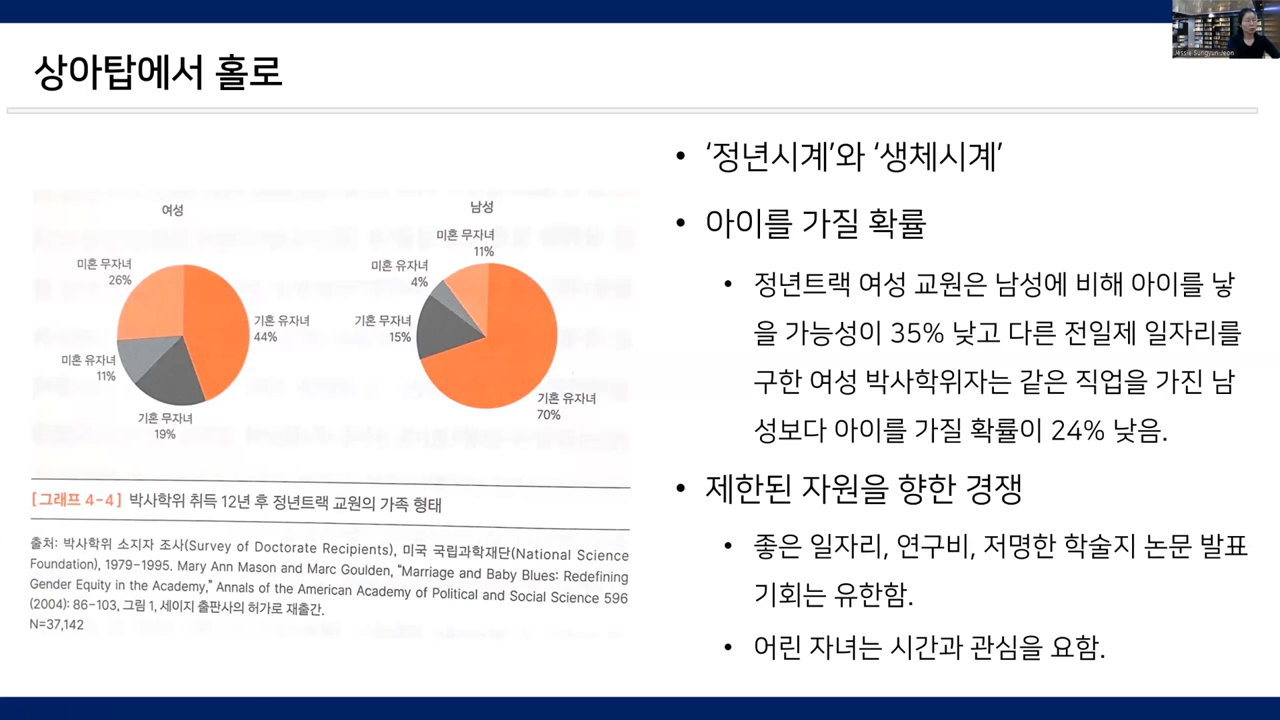 상아탑에서 홀로
Jessie Sungyun Jeon
여성
미혼 무자녀
26%
기혼 유자녀
44%
미혼 유자녀
11%
기혼 무자녀
19%
남성
미혼 무자녀
11%
미혼 유자녀
4%
기혼 무자녀
15%
기혼 유자녀
70%
[그래프 4-4] 박사학위 취득 12년 후 정년트랙 교원의 가족 형태
출처: 박사학위 소지자 조사(Survey of Doctorate Recipients), 미국 국립과학재단(National Science
Foundation), 1979-1995. Mary Ann Mason and Marc Goulden, “Marriage and Baby Blues: Redefining
Gender Equity in the Academy,” Annals of the American Academy of Political and Social Science 596
(2004): 86-103, 그림 1, 세이지 출판사의 허가로 재출간.
N=37,142
• ‘정년시계’와 ‘생체시계’
• 아이를 가질 확률
• 정년트랙 여성 교원은 남성에 비해 아이를 낳
을 가능성이 35% 낮고 다른 전일제 일자리를
구한 여성 박사학위자는 같은 직업을 가진 남
성보다 아이를 가질 확률이 24% 낮음.
• 제한된 자원을 향한 경쟁
• 좋은 일자리, 연구비, 저명한 학술지 논문 발표
기회는 유한함.
• 어린 자녀는 시간과 관심을 요함.